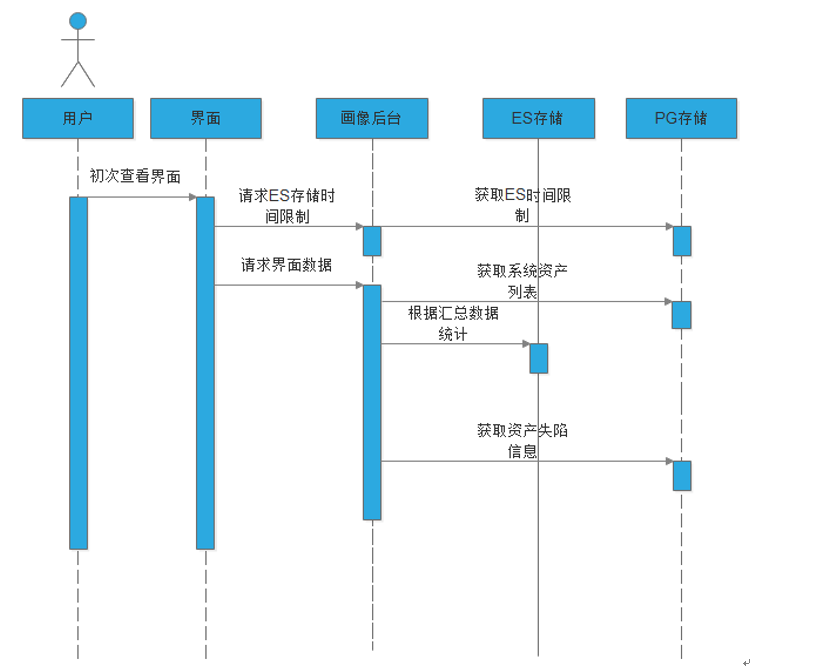 用户
界面
画像后台
ES存储
PG存储
初次查看界面
请求ES存储时
间限制
获取ES时间限
制
请求界面数据
获取系统资产
列表
根据汇总数据
统计
获取资产失陷
信息